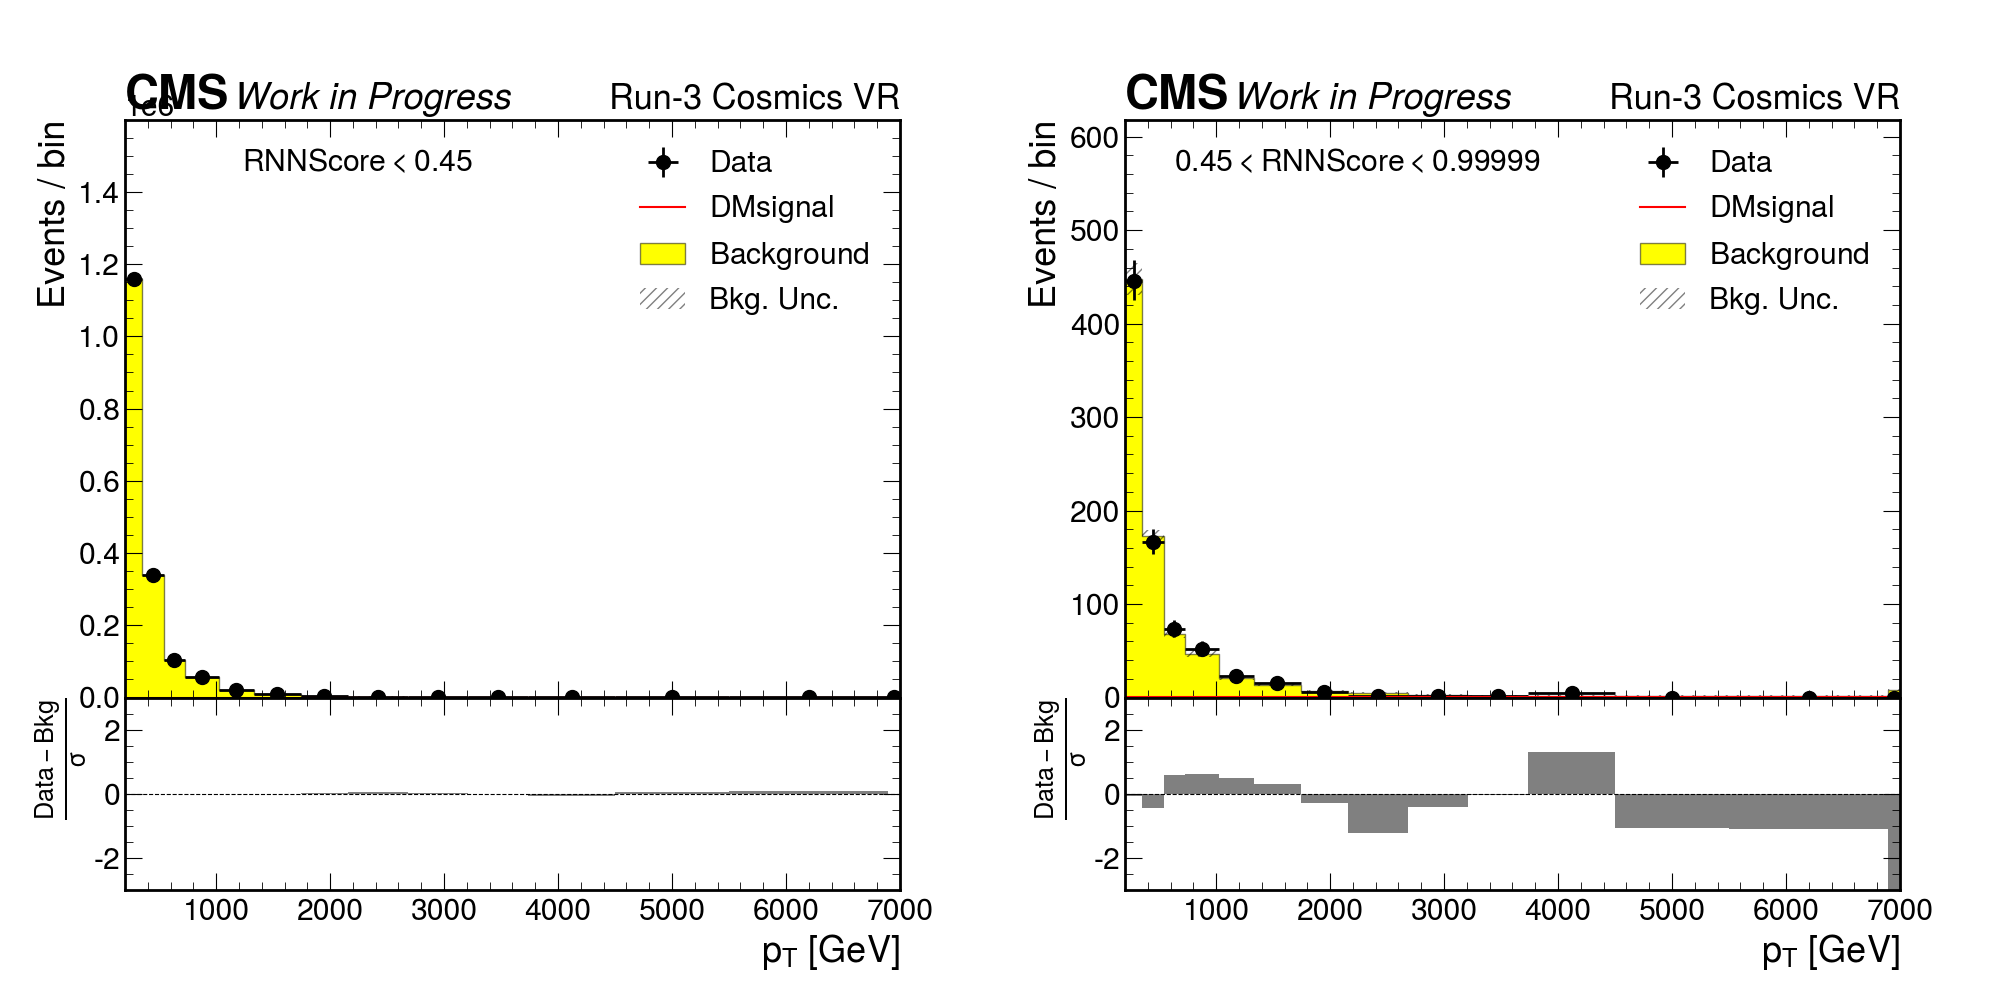 CMS Work in Progress Run-3 Cosmics VR
1e6
Events / bin
RNNScore < 0.45
Data
DMsignal
Background
Bkg. Unc.
1.4
1.2
1.0
0.8
0.6
0.4
0.2
0.0
Data − Bkg
σ
2
0
-2
1000 2000 3000 4000 5000 6000 7000
pT [GeV]
CMS Work in Progress Run-3 Cosmics VR
Events / bin
0.45 < RNNScore < 0.99999
Data
DMsignal
Background
Bkg. Unc.
600
500
400
300
200
100
0
Data − Bkg
σ
2
0
-2
1000 2000 3000 4000 5000 6000 7000
pT [GeV]